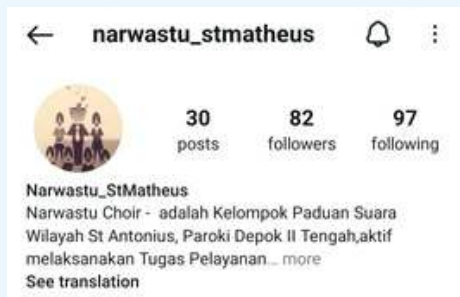 narwastu_stmatheus
30 82 97
posts followers following
Narwastu_StMatheus
Narwastu Choir - adalah Kelompok Paduan Suara
Wilayah St Antonius, Paroki Depok II Tengah,aktif
melaksanakan Tugas Pelayanan... more
See translation